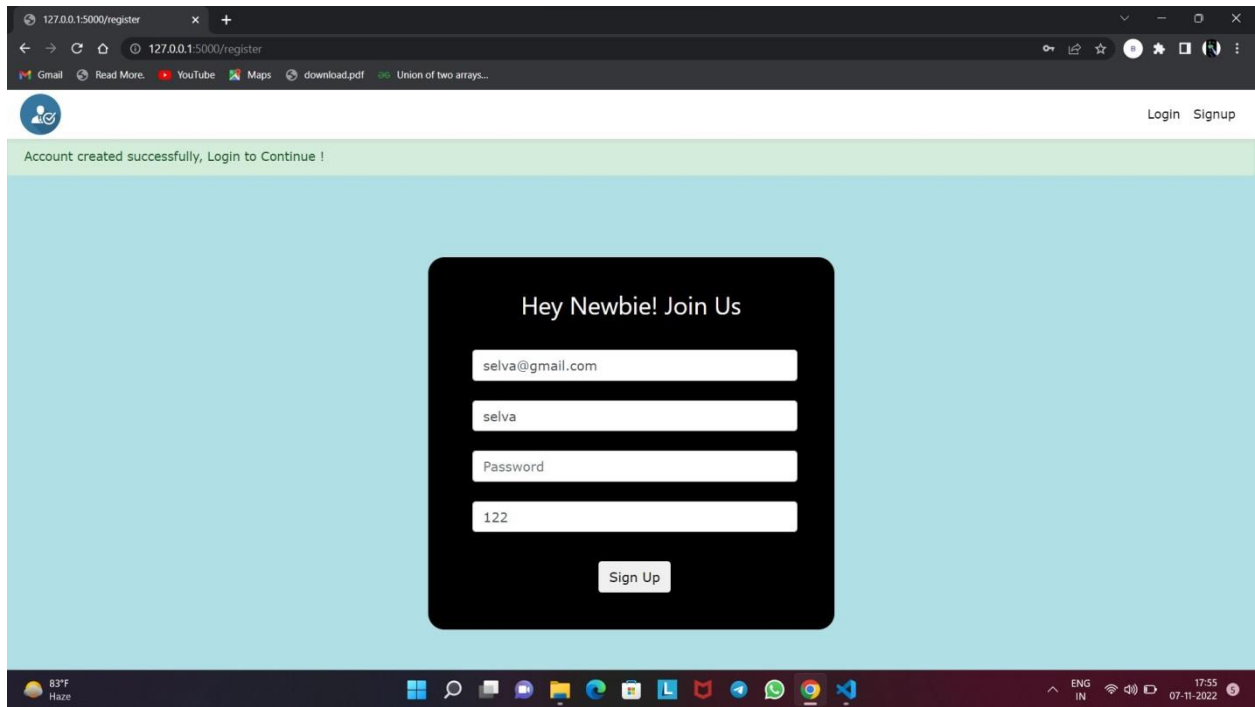 127.0.0.1:5000/register
127.0.0.1:5000/register
Gmail Read More. YouTube Maps download.pdf Union of two arrays...
Login Signup
Account created successfully, Login to Continue !
Hey Newbie! Join Us
selva@gmail.com
selva
Password
122
Sign Up
83°F
Haze
ENG
IN
17:55
07-11-2022
5